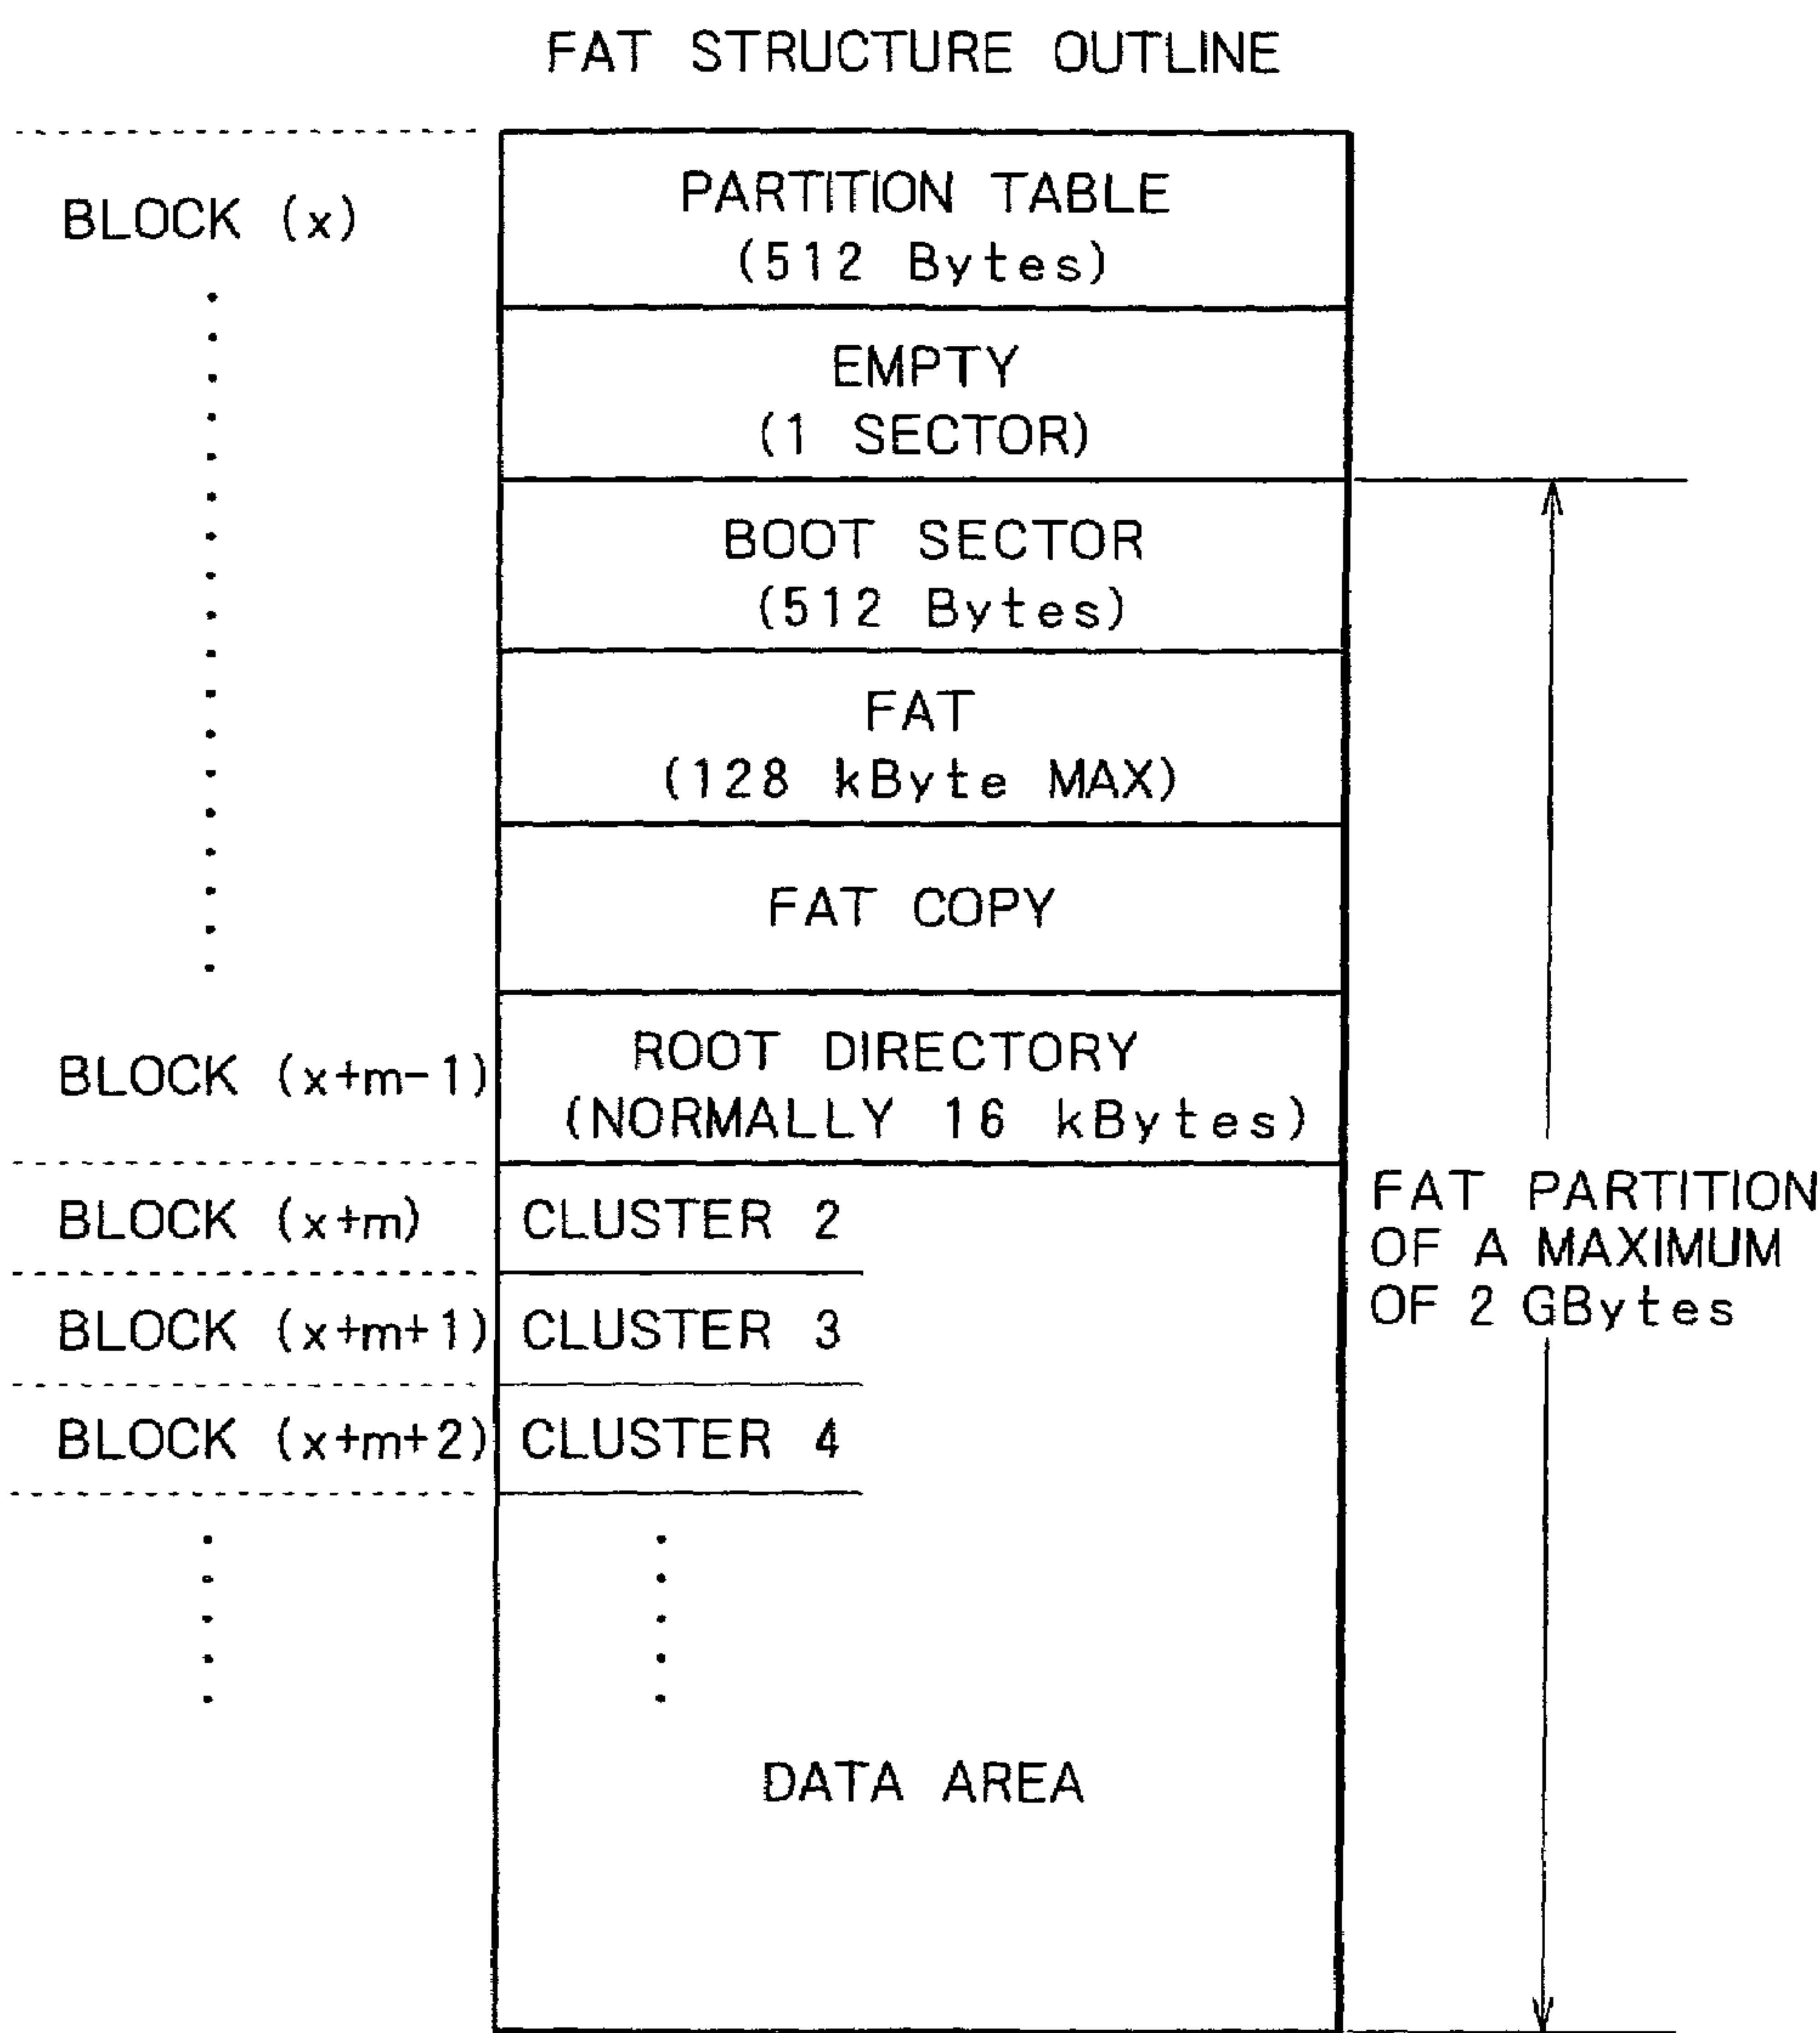 FAT STRUCTURE OUTLINE
BLOCK (x)
PARTITION TABLE
(512 Bytes)
EMPTY
(1 SECTOR)
BOOT SECTOR
(512 Bytes)
FAT
(128 kByte MAX)
FAT COPY
BLOCK (x+m-1)
ROOT DIRECTORY
(NORMALLY 16 kBytes)
BLOCK (x+m) CLUSTER 2
BLOCK (x+m+1) CLUSTER 3
BLOCK (x+m+2) CLUSTER 4
DATA AREA
FAT PARTITION
OF A MAXIMUM
OF 2 GBytes